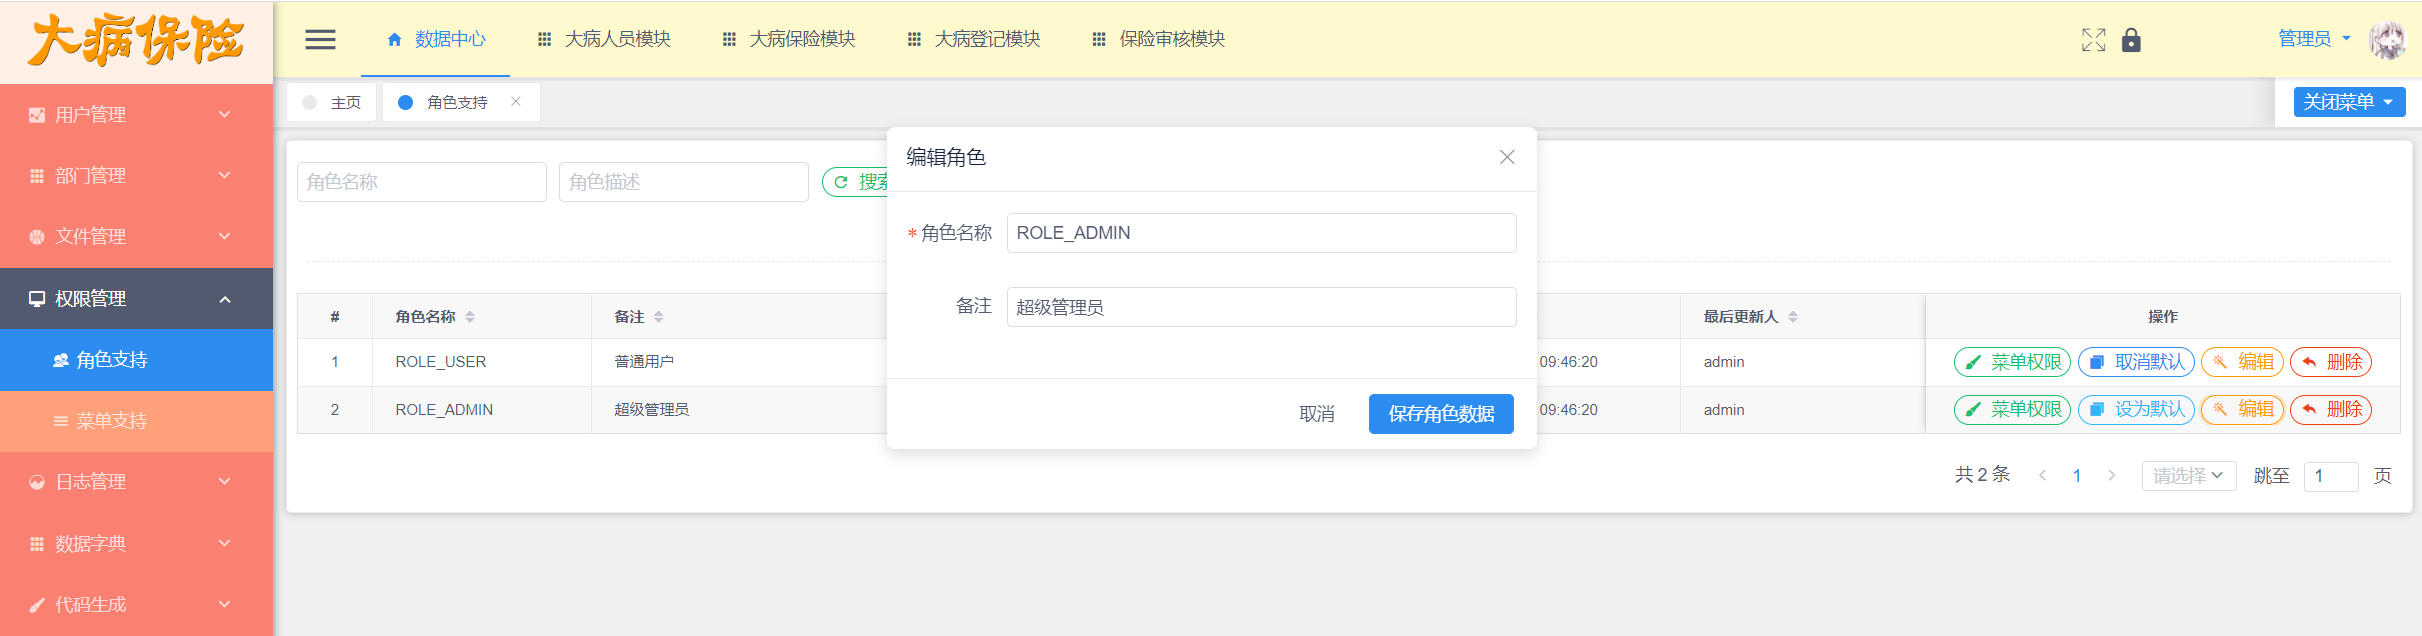 大病保险
数据中心 大病人员模块 大病保险模块 大病登记模块 保险审核模块 管理员
主页 角色支持 关闭菜单
用户管理
部门管理
文件管理
权限管理
角色支持
菜单支持
日志管理
数据字典
代码生成
角色名称 角色描述 搜索
编辑角色
*角色名称 ROLE_ADMIN
备注 超级管理员
取消 保存角色数据
# 角色名称 备注 最后更新人 操作
1 ROLE_USER 普通用户 09:46:20 admin 菜单权限 取消默认 编辑 删除
2 ROLE_ADMIN 超级管理员 09:46:20 admin 菜单权限 设为默认 编辑 删除
共 2 条 1 请选择 跳至 1 页